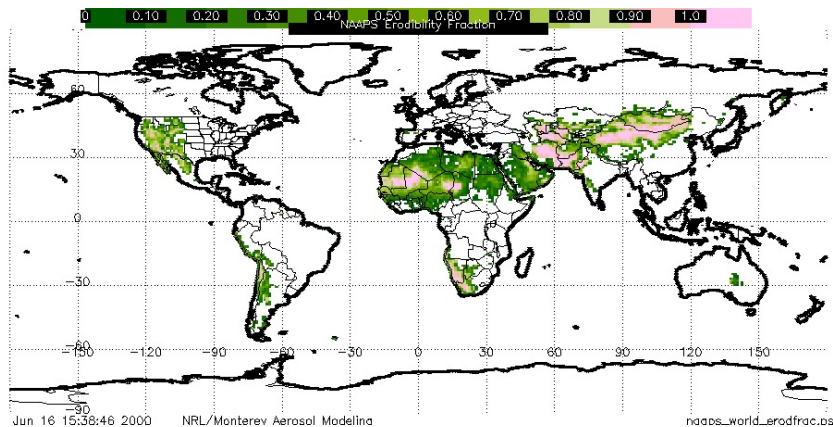 0 0.10 0.20 0.30 0.40 0.50 0.60 0.70 0.80 0.90 1.0
NAAPS Erodibility Fraction
60
30
0
-30
-60
-150 -120 -90 -60 -30 0 30 60 90 120 150
-90
Jun 16 15:38:46 2000 NRL/Monterey Aerosol Modeling naaps_world_erodfrac.ps